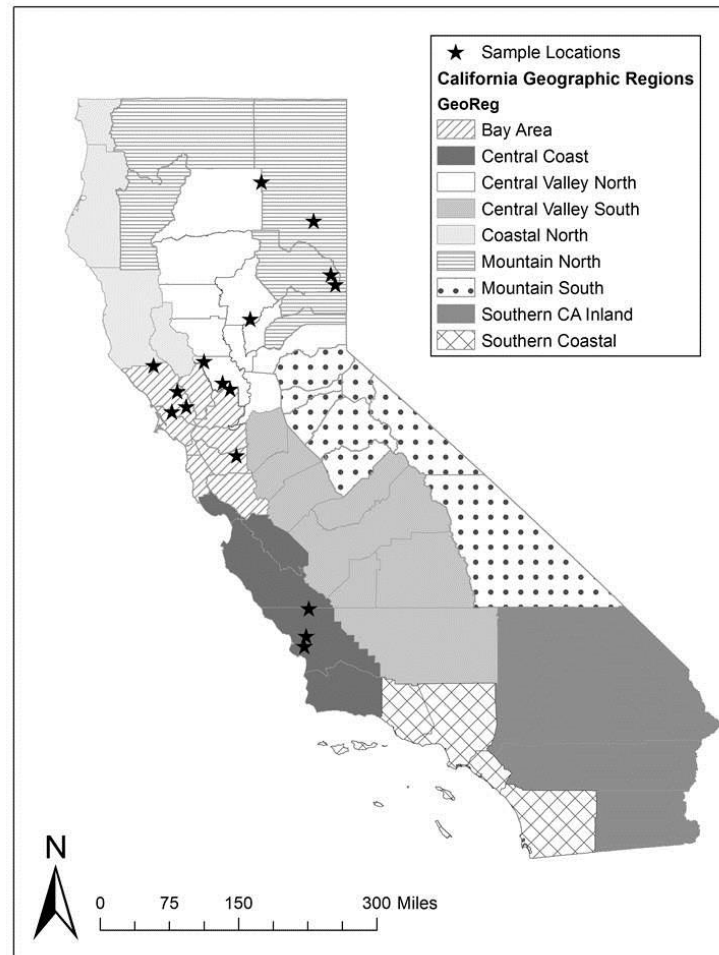 Sample Locations
California Geographic Regions
GeoReg
Bay Area
Central Coast
Central Valley North
Central Valley South
Coastal North
Mountain North
Mountain South
Southern CA Inland
Southern Coastal
N
0 75 150 300 Miles